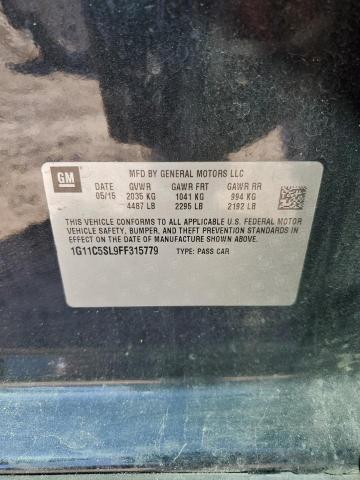 GM
MFD BY GENERAL MOTORS LLC
DATE GVWR GAWR FRT GAWR RR
05/15 2035 KG 1041 KG 994 KG
4487 LB 2295 LB 2192 LB
THIS VEHICLE CONFORMS TO ALL APPLICABLE U.S. FEDERAL MOTOR
VEHICLE SAFETY, BUMPER, AND THEFT PREVENTION STANDARDS
IN EFFECT ON THE DATE OF MANUFACTURE SHOWN ABOVE.
1G11C5SL9FF315779 TYPE: PASS CAR